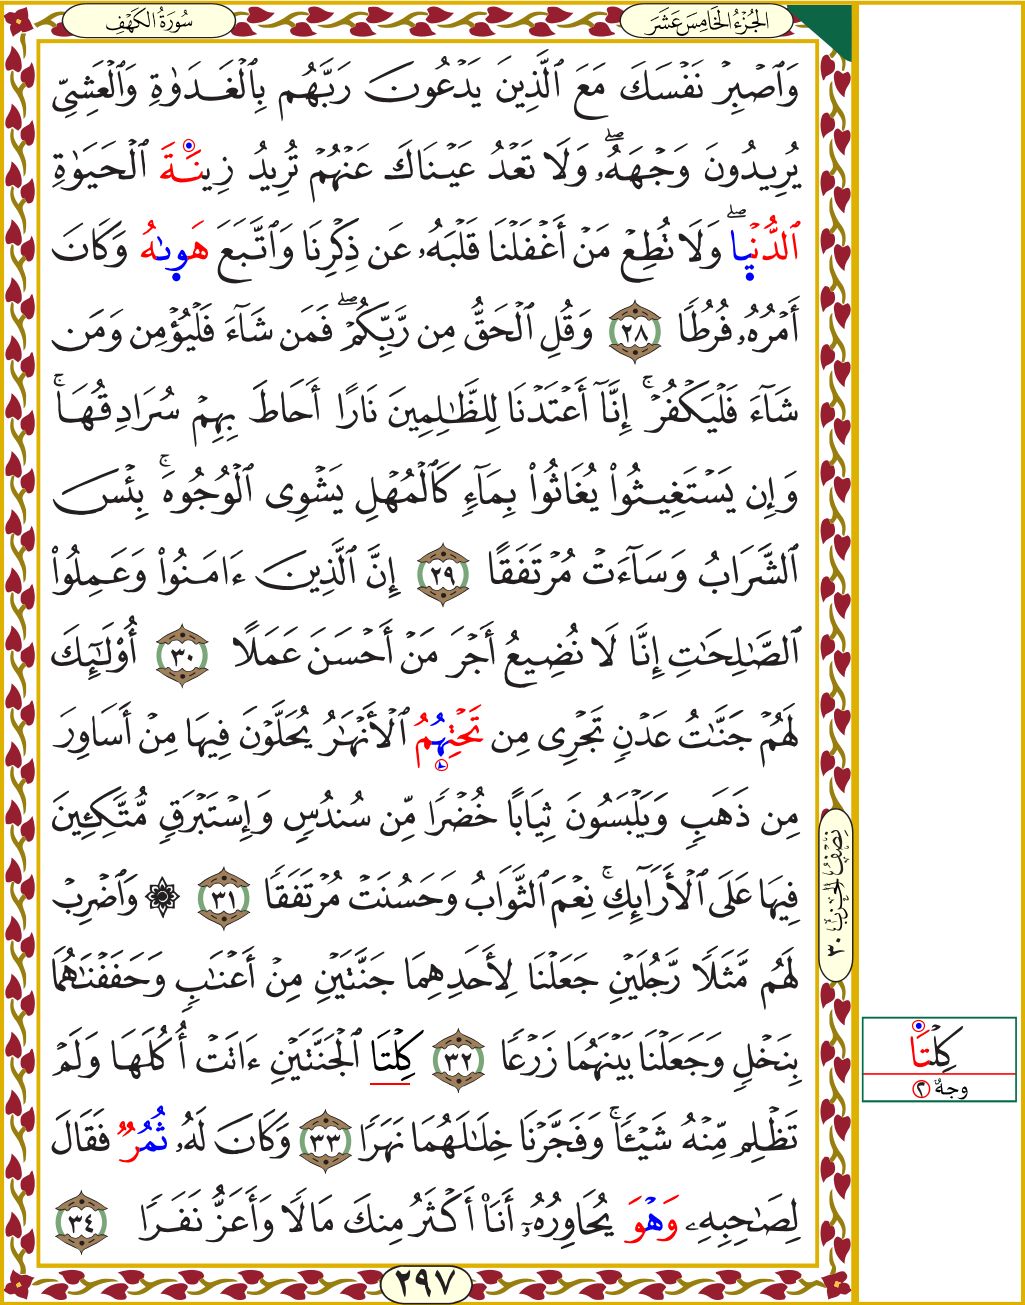 الجُزْءُ الخَامِسَ عَشَرَ
سُورَةُ الكَهْفِ
وَٱصۡبِرۡ نَفۡسَكَ مَعَ ٱلَّذِينَ يَدۡعُونَ رَبَّهُم بِٱلۡغَدَوٰةِ وَٱلۡعَشِيِّ
يُرِيدُونَ وَجۡهَهُۥۖ وَلَا تَعۡدُ عَيۡنَاكَ عَنۡهُمۡ تُرِيدُ زِينَةَ ٱلۡحَيَوٰةِ
ٱلدُّنۡيَاۖ وَلَا تُطِعۡ مَنۡ أَغۡفَلۡنَا قَلۡبَهُۥ عَن ذِكۡرِنَا وَٱتَّبَعَ هَوَىٰهُ وَكَانَ
أَمۡرُهُۥ فُرُطٗا ٢٨ وَقُلِ ٱلۡحَقُّ مِن رَّبِّكُمۡۖ فَمَن شَآءَ فَلۡيُؤۡمِن وَمَن
شَآءَ فَلۡيَكۡفُرۡۚ إِنَّآ أَعۡتَدۡنَا لِلظَّٰلِمِينَ نَارًا أَحَاطَ بِهِمۡ سُرَادِقُهَاۚ
وَإِن يَسۡتَغِيثُواْ يُغَاثُواْ بِمَآءٖ كَٱلۡمُهۡلِ يَشۡوِي ٱلۡوُجُوهَۚ بِئۡسَ
ٱلشَّرَابُ وَسَآءَتۡ مُرۡتَفَقًا ٢٩ إِنَّ ٱلَّذِينَ ءَامَنُواْ وَعَمِلُواْ
ٱلصَّٰلِحَٰتِ إِنَّا لَا نُضِيعُ أَجۡرَ مَنۡ أَحۡسَنَ عَمَلًا ٣٠ أُوْلَٰٓئِكَ
لَهُمۡ جَنَّٰتُ عَدۡنٖ تَجۡرِي مِن تَحۡتِهِمُ ٱلۡأَنۡهَٰرُ يُحَلَّوۡنَ فِيهَا مِنۡ أَسَاوِرَ
مِن ذَهَبٖ وَيَلۡبَسُونَ ثِيَابًا خُضۡرٗا مِّن سُندُسٖ وَإِسۡتَبۡرَقٖ مُّتَّكِـِٔينَ
فِيهَا عَلَى ٱلۡأَرَآئِكِۚ نِعۡمَ ٱلثَّوَابُ وَحَسُنَتۡ مُرۡتَفَقٗا ٣١ ۞ وَٱضۡرِبۡ
لَهُم مَّثَلٗا رَّجُلَيۡنِ جَعَلۡنَا لِأَحَدِهِمَا جَنَّتَيۡنِ مِنۡ أَعۡنَٰبٖ وَحَفَفۡنَٰهُمَا
بِنَخۡلٖ وَجَعَلۡنَا بَيۡنَهُمَا زَرۡعٗا ٣٢ كِلۡتَا ٱلۡجَنَّتَيۡنِ ءَاتَتۡ أُكُلَهَا وَلَمۡ
تَظۡلِم مِّنۡهُ شَيۡـٔٗاۚ وَفَجَّرۡنَا خِلَٰلَهُمَا نَهَرٗا ٣٣ وَكَانَ لَهُۥ ثُمُرٞ فَقَالَ
لِصَٰحِبِهِۦ وَهۡوَ يُحَاوِرُهُۥٓ أَنَا۠ أَكۡثَرُ مِنكَ مَالٗا وَأَعَزُّ نَفَرٗا ٣٤
نِصْفُ الحِزْبِ ٣٠
كِلۡتَا
وجهٌ ٢
٢٩٧